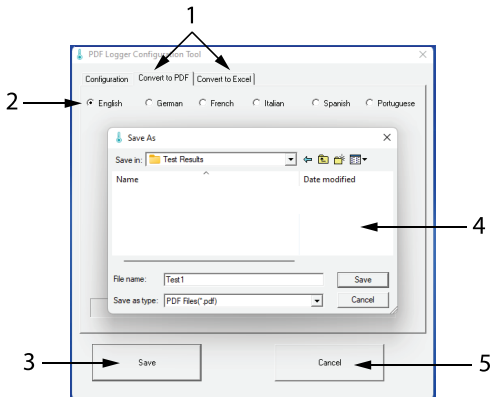 1
PDF Logger Configuration Tool
Configuration Convert to PDF Convert to Excel
2
English German French Italian Spanish Portuguese
Save As
Save in: Test Results
Name Date modified
4
File name: Test1 Save
Save as type: PDF Files(*.pdf) Cancel
3
Save Cancel
5